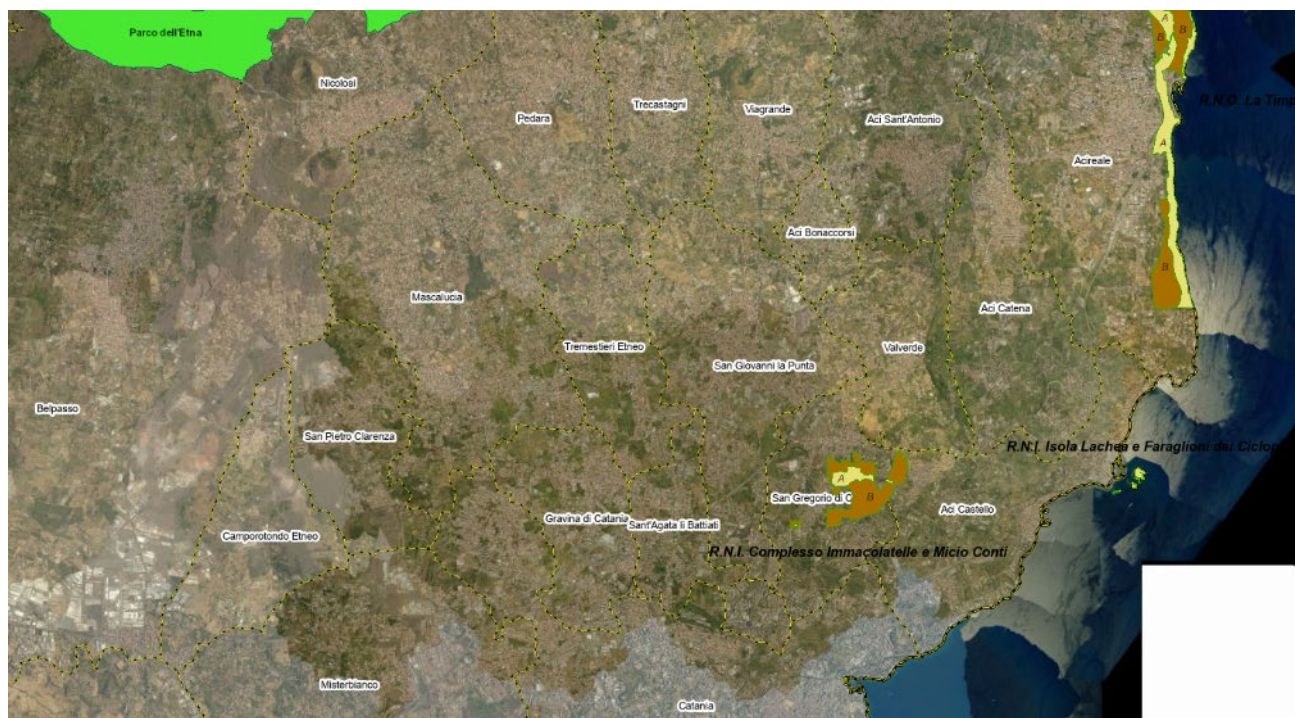 Parco dell'Etna
A
B
B
Nicolosi
R.N.O. La Timp
Trecastagni
Viagrande
Pedara
Aci Sant'Antonio
A
Acireale
Aci Bonaccorsi
B
Mascalucia
Aci Catena
Tremestieri Etneo
Valverde
San Giovanni la Punta
Belpasso
San Pietro Clarenza
R.N.I. Isola Lachea e Faraglioni dei Ciclop
A
San Gregorio di C
B
Aci Castello
Gravina di Catania
Sant'Agata li Battiati
Camporotondo Etneo
R.N.I. Complesso Immacolatelle e Micio Conti
Misterbianco
Catania